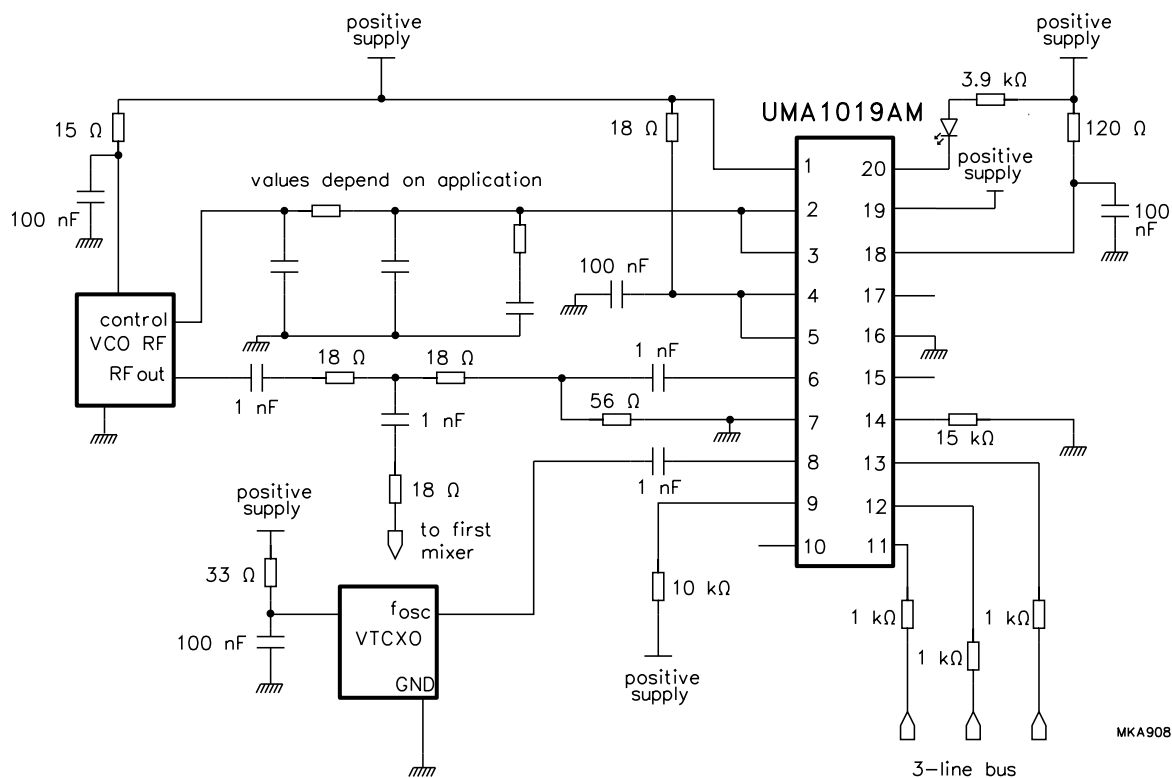 positive
supply
positive
supply
3.9 kΩ
UMA1019AM
15 Ω
18 Ω
120 Ω
positive
supply
1
20
values depend on application
100 nF
2
19
100
nF
3
18
100 nF
4
17
control
VCO RF
RF out
5
16
18 Ω
18 Ω
1 nF
6
15
1 nF
1 nF
56 Ω
7
14
15 kΩ
8
13
1 nF
positive
supply
18 Ω
9
12
to first
mixer
10
11
33 Ω
10 kΩ
fosc
VTCXO
GND
100 nF
1 kΩ
1 kΩ
1 kΩ
positive
supply
MKA908
3-line bus